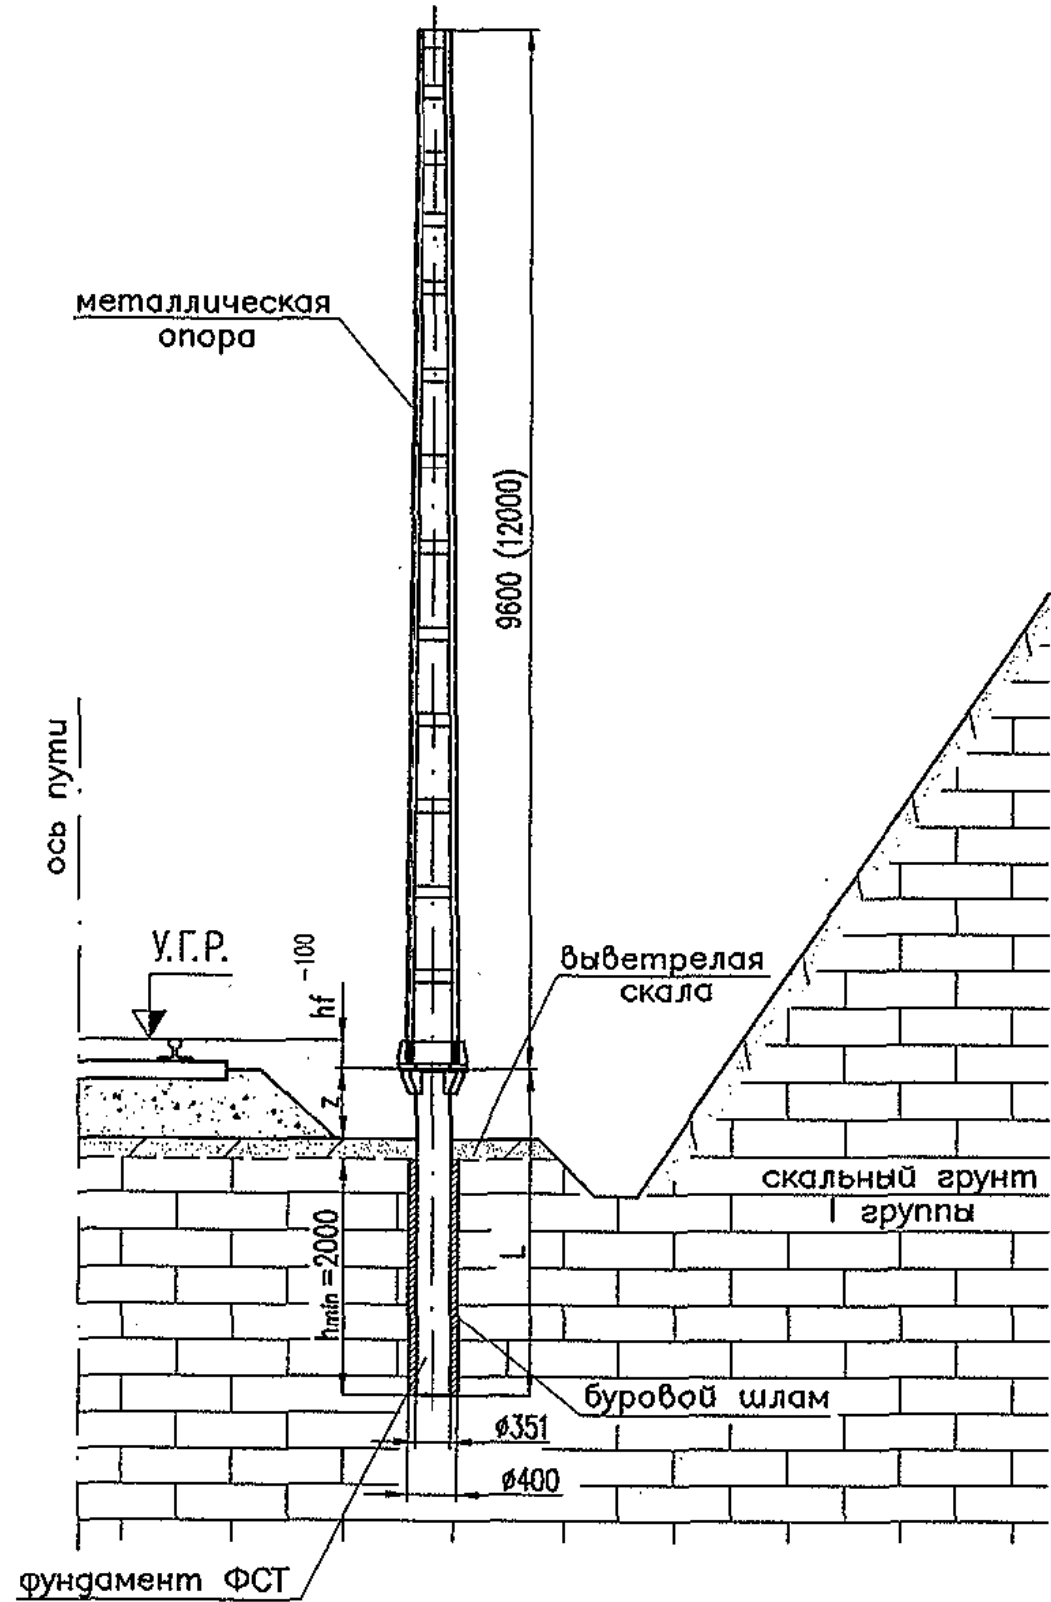 металлическая
опора
9600 (12000)
ось пути
У.Г.Р.
hf -100
выветрелая
скала
z
скальный грунт
I группы
hmin=2000
L
буровой шлам
ø351
ø400
фундамент ФСТ